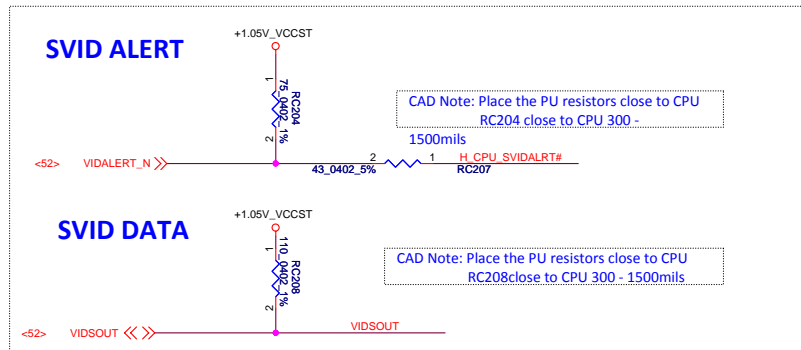 +1.05V_VCCST
SVID ALERT
1
75_0402_1%
RC204
2
CAD Note: Place the PU resistors close to CPU
RC204 close to CPU 300 -
1500mils
<52> VIDALERT_N
2
1
H_CPU_SVIDALRT#
43_0402_5%
RC207
+1.05V_VCCST
SVID DATA
1
110_0402_1%
RC208
2
CAD Note: Place the PU resistors close to CPU
RC208close to CPU 300 - 1500mils
<52> VIDSOUT
VIDSOUT